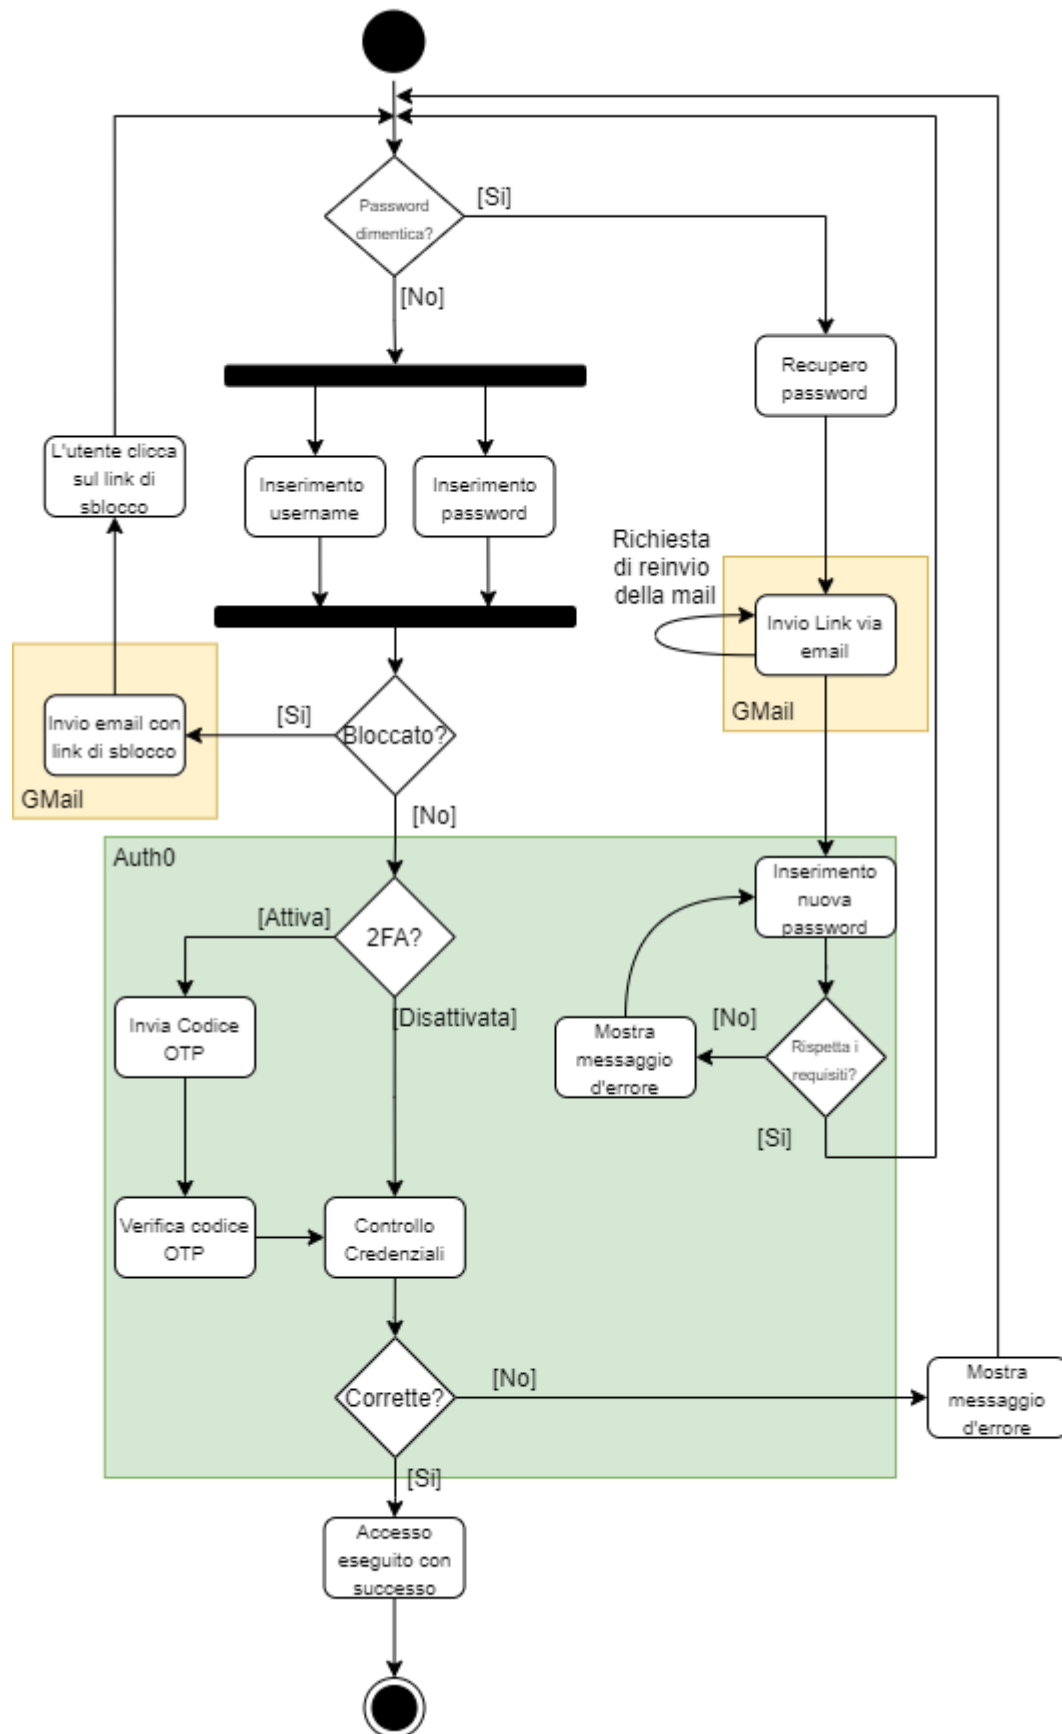 [Si]
Password
dimentica?
[No]
Recupero
password
L'utente clicca
sul link di
sblocco
Inserimento
username
Inserimento
password
Richiesta
di reinvio
della mail
Invio Link via
email
GMail
[Si]
Bloccato?
Invio email con
link di sblocco
GMail
[No]
Auth0
Inserimento
nuova
password
[Attiva]
2FA?
[Disattivata]
Invia Codice
OTP
Mostra
messaggio
d'errore
[No]
Rispetta i
requisiti?
[Si]
Verifica codice
OTP
Controllo
Credenziali
Corrette?
[No]
Mostra
messaggio
d'errore
[Si]
Accesso
eseguito con
successo